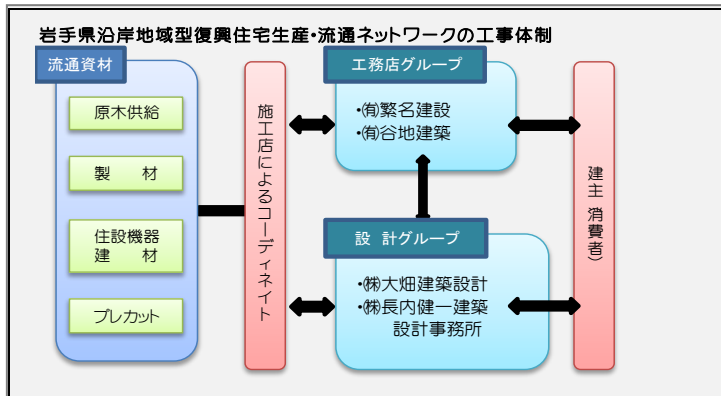 岩手県沿岸地域型復興住宅生産・流通ネットワークの工事体制
流通資材
原木供給
製　材
住設機器
建　材
プレカット
施工店によるコーディネイト
工務店グループ
・㈲繁名建設
・㈲谷地建築
設 計グループ
・㈱大畑建築設計
・㈱長内健一建築
設計事務所
建主 消費者）